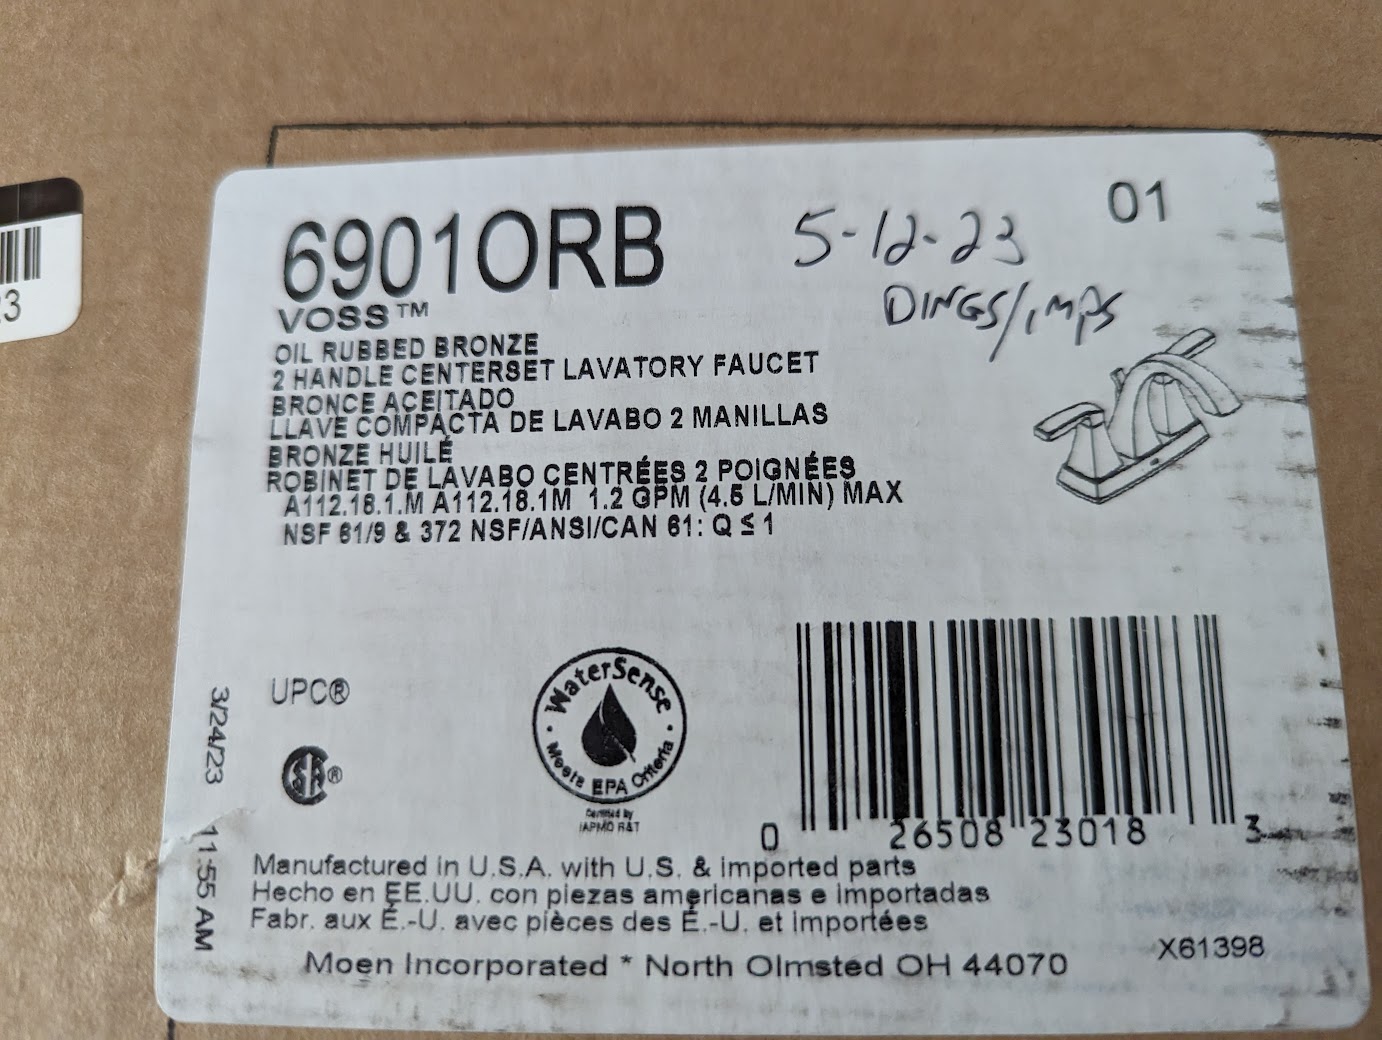 6901ORB
5-12-23
01
DINGS/imps
VOSS™
OIL RUBBED BRONZE
2 HANDLE CENTERSET LAVATORY FAUCET
BRONCE ACEITADO
LLAVE COMPACTA DE LAVABO 2 MANILLAS
BRONZE HUILÉ
ROBINET DE LAVABO CENTRÉES 2 POIGNÉES
A112.18.1.M A112.18.1M 1.2 GPM (4.5 L/MIN) MAX
NSF 61/9 & 372 NSF/ANSI/CAN 61: Q ≤ 1
3
UPC®
SA®
WaterSense
Meets EPA Criteria
Certified by
IAPMO R&T
0 26508 23018 3
3/24/23 11:55 AM
Manufactured in U.S.A. with U.S. & imported parts
Hecho en EE.UU. con piezas americanas e importadas
Fabr. aux É.-U. avec pièces des É.-U. et importées
Moen Incorporated * North Olmsted OH 44070
X61398